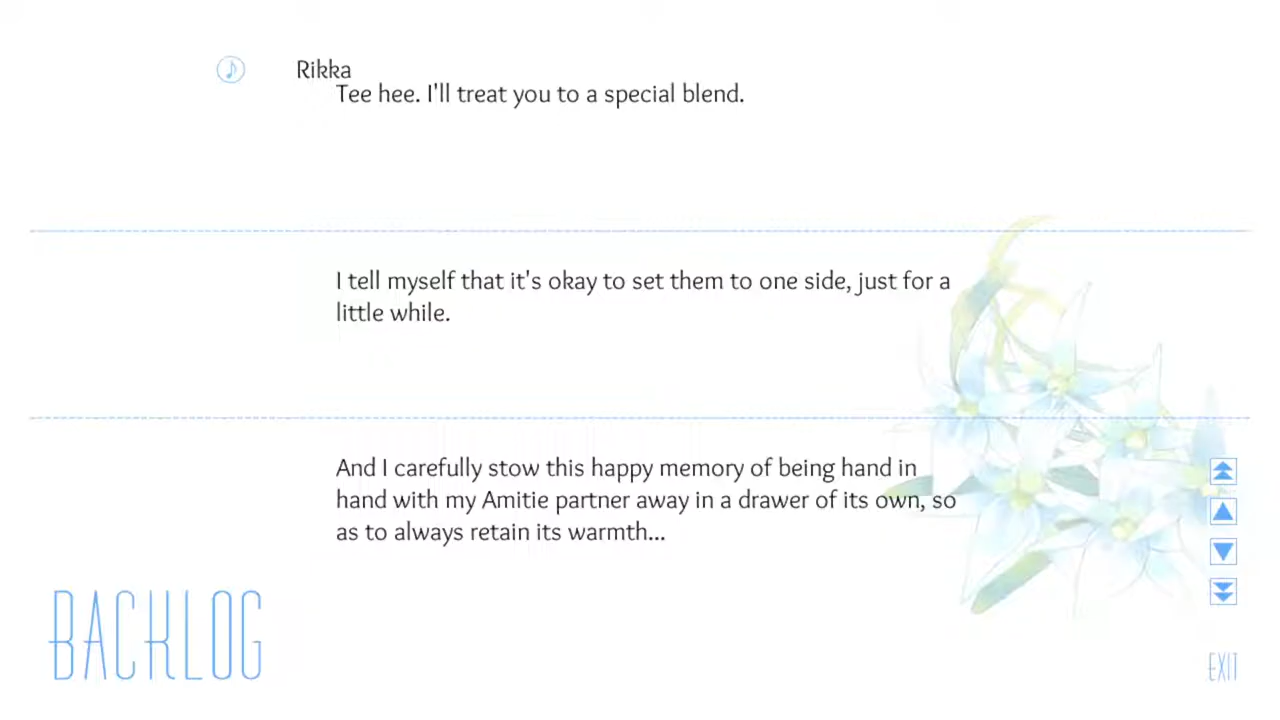 Rikka
Tee hee. I'll treat you to a special blend.
I tell myself that it's okay to set them to one side, just for a
little while.
And I carefully stow this happy memory of being hand in
hand with my Amitie partner away in a drawer of its own, so
as to always retain its warmth...
BACKLOG
EXIT